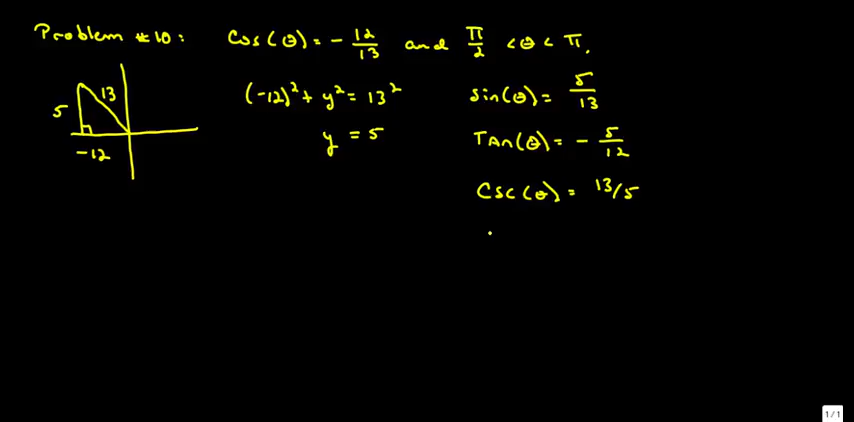 Problem #10: Cos(θ) = - 12/13 and π/2 < θ < π.
5 13
-12
(-12)² + y² = 13²
y = 5
Sin(θ) = 5/13
TAn(θ) = - 5/12
Csc(θ) = 13/5
1/1